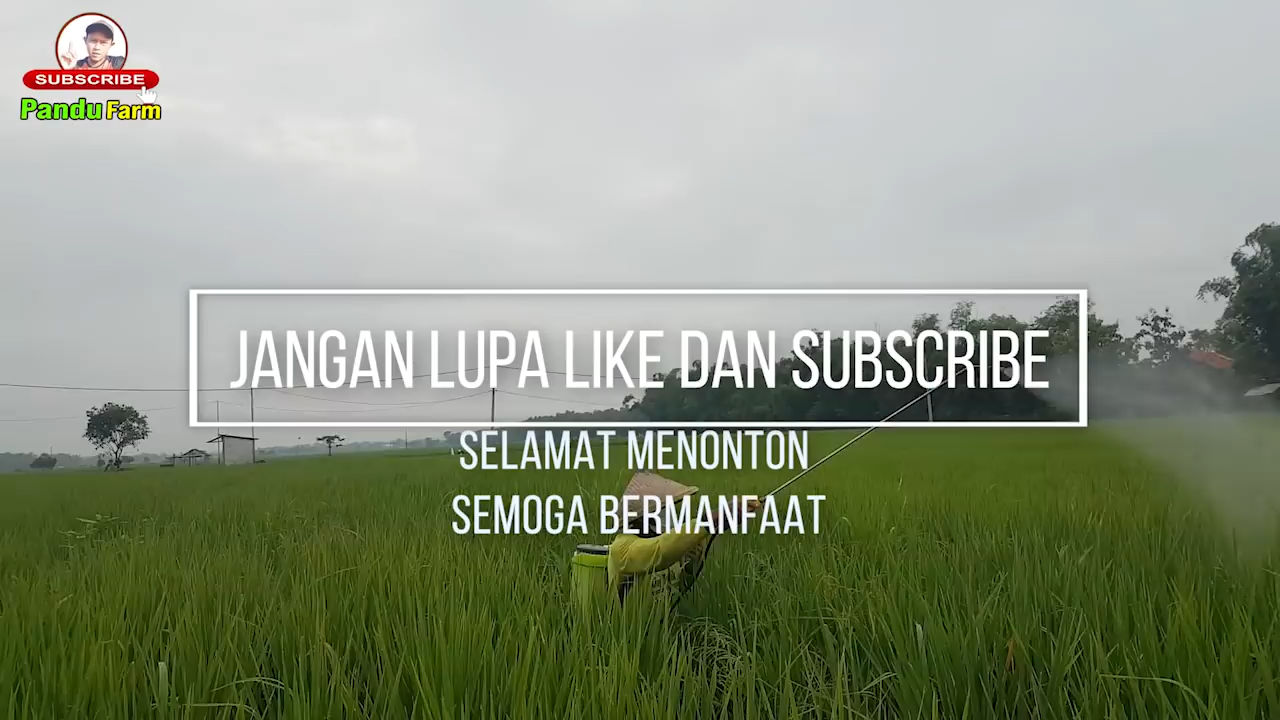 SUBSCRIBE
Pandu Farm
JANGAN LUPA LIKE DAN SUBSCRIBE
SELAMAT MENONTON
SEMOGA BERMANFAAT